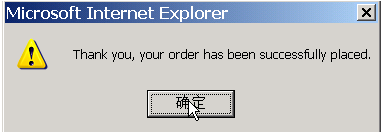 Microsoft Internet Explorer
Thank you, your order has been successfully placed.
确定